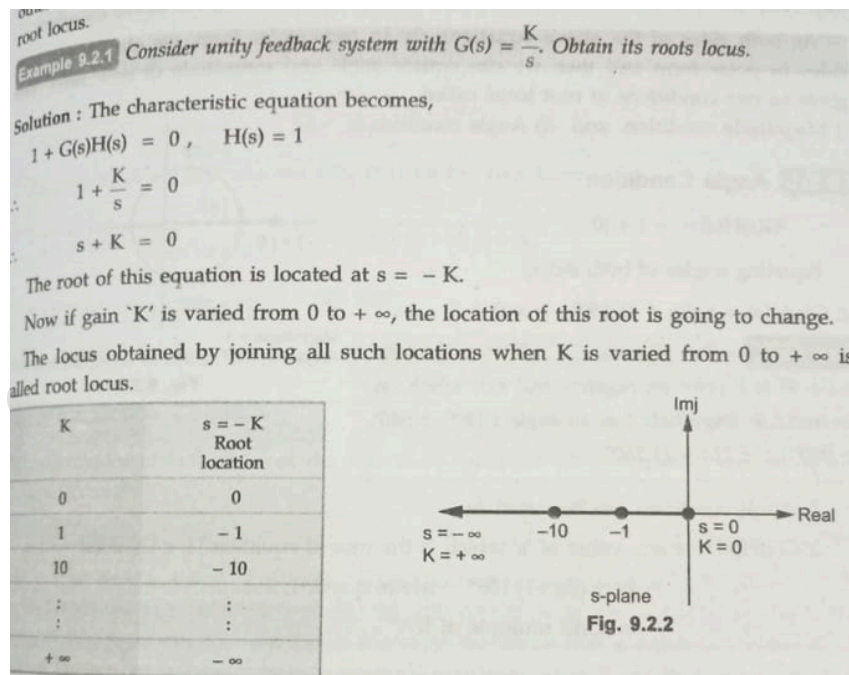 root locus.
Example 9.2.1 Consider unity feedback system with G(s) = K/s. Obtain its roots locus.
Solution : The characteristic equation becomes,
1 + G(s)H(s) = 0 , H(s) = 1
∴ 1 + K/s = 0
∴ s + K = 0
The root of this equation is located at s = – K.
Now if gain `K' is varied from 0 to + ∞, the location of this root is going to change.
The locus obtained by joining all such locations when K is varied from 0 to + ∞ is
alled root locus.
K s = – K
Root
location
0 0
1 – 1
10 – 10
: :
: :
+ ∞ – ∞
Imj
Real
s = – ∞ –10 –1 s = 0
K = + ∞ K = 0
s-plane
Fig. 9.2.2